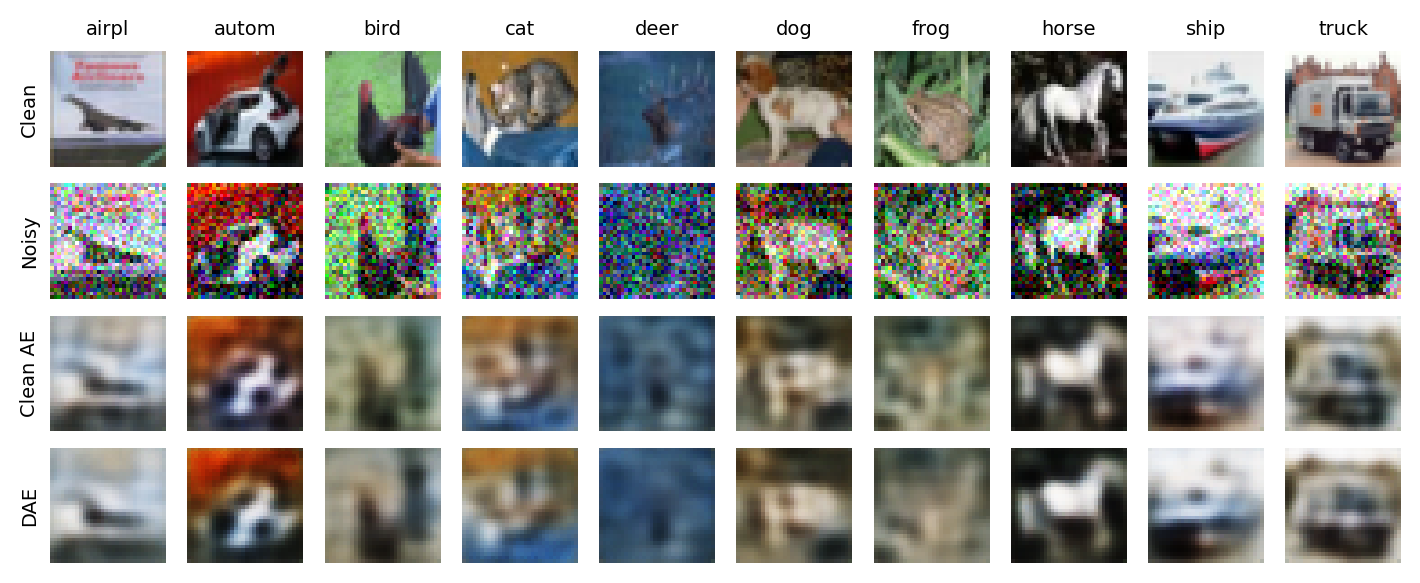 airpl autom bird cat deer dog frog horse ship truck
Clean
Noisy
Clean AE
DAE